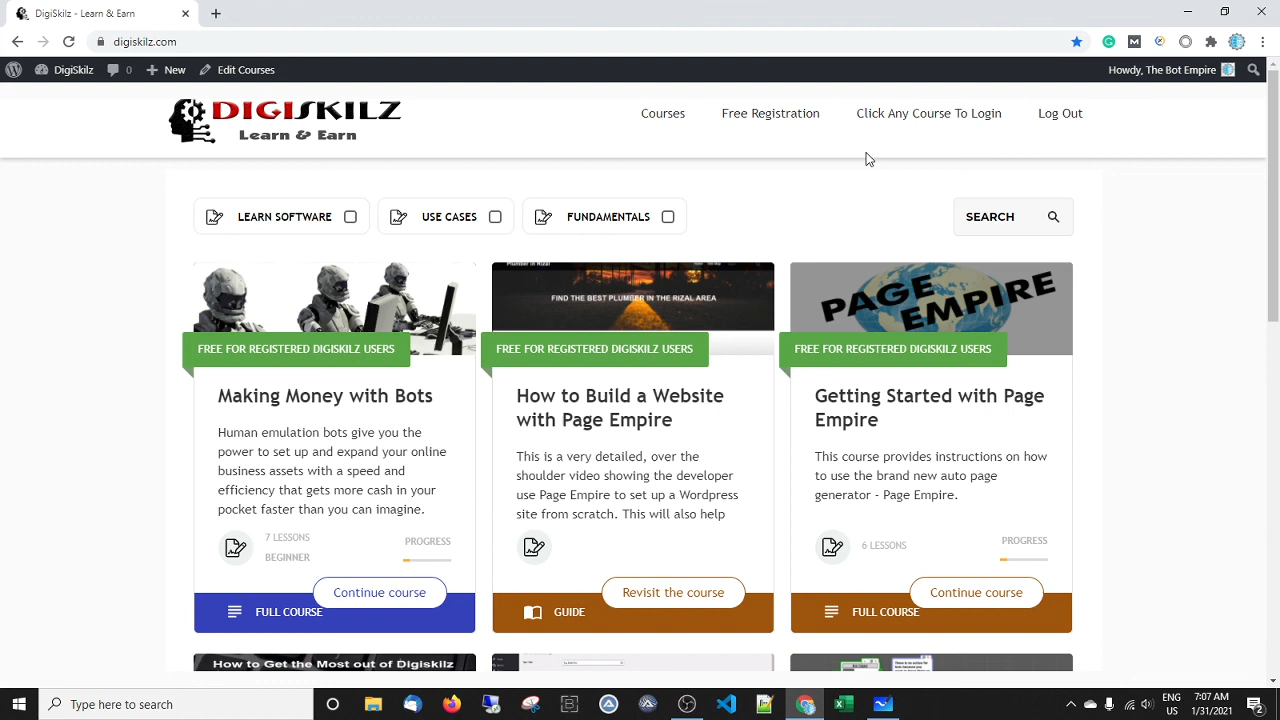 DigiSkilz - Learn & Earn
digiskilz.com
DigiSkilz 0 New Edit Courses Howdy, The Bot Empire
DIGISKILZ
Learn & Earn
Courses Free Registration Click Any Course To Login Log Out
LEARN SOFTWARE USE CASES FUNDAMENTALS SEARCH
FIND THE BEST PLUMBER IN THE RIZAL AREA
PAGE EMPIRE
FREE FOR REGISTERED DIGISKILZ USERS
FREE FOR REGISTERED DIGISKILZ USERS
FREE FOR REGISTERED DIGISKILZ USERS
Making Money with Bots
Human emulation bots give you the
power to set up and expand your online
business assets with a speed and
efficiency that gets more cash in your
pocket faster than you can imagine.
7 LESSONS
BEGINNER
PROGRESS
Continue course
FULL COURSE
How to Build a Website
with Page Empire
This is a very detailed, over the
shoulder video showing the developer
use Page Empire to set up a Wordpress
site from scratch. This will also help
Revisit the course
GUIDE
Getting Started with Page
Empire
This course provides instructions on how
to use the brand new auto page
generator - Page Empire.
6 LESSONS
PROGRESS
Continue course
FULL COURSE
How to Get the Most out of Digiskilz
Type here to search
ENG
US
7:07 AM
1/31/2021
2